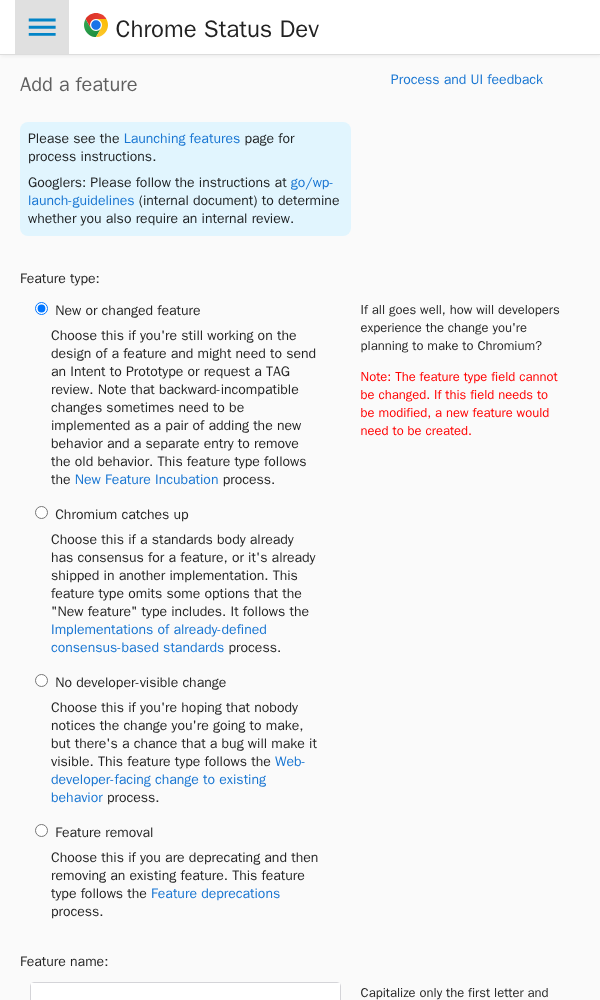 Chrome Status Dev
Add a feature
Process and UI feedback
Please see the Launching features page for
process instructions.
Googlers: Please follow the instructions at go/wp-
launch-guidelines (internal document) to determine
whether you also require an internal review.
Feature type:
New or changed feature
Choose this if you're still working on the
design of a feature and might need to send
an Intent to Prototype or request a TAG
review. Note that backward-incompatible
changes sometimes need to be
implemented as a pair of adding the new
behavior and a separate entry to remove
the old behavior. This feature type follows
the New Feature Incubation process.
If all goes well, how will developers
experience the change you're
planning to make to Chromium?
Note: The feature type field cannot
be changed. If this field needs to
be modified, a new feature would
need to be created.
Chromium catches up
Choose this if a standards body already
has consensus for a feature, or it's already
shipped in another implementation. This
feature type omits some options that the
"New feature" type includes. It follows the
Implementations of already-defined
consensus-based standards process.
No developer-visible change
Choose this if you're hoping that nobody
notices the change you're going to make,
but there's a chance that a bug will make it
visible. This feature type follows the Web-
developer-facing change to existing
behavior process.
Feature removal
Choose this if you are deprecating and then
removing an existing feature. This feature
type follows the Feature deprecations
process.
Feature name:
Capitalize only the first letter and